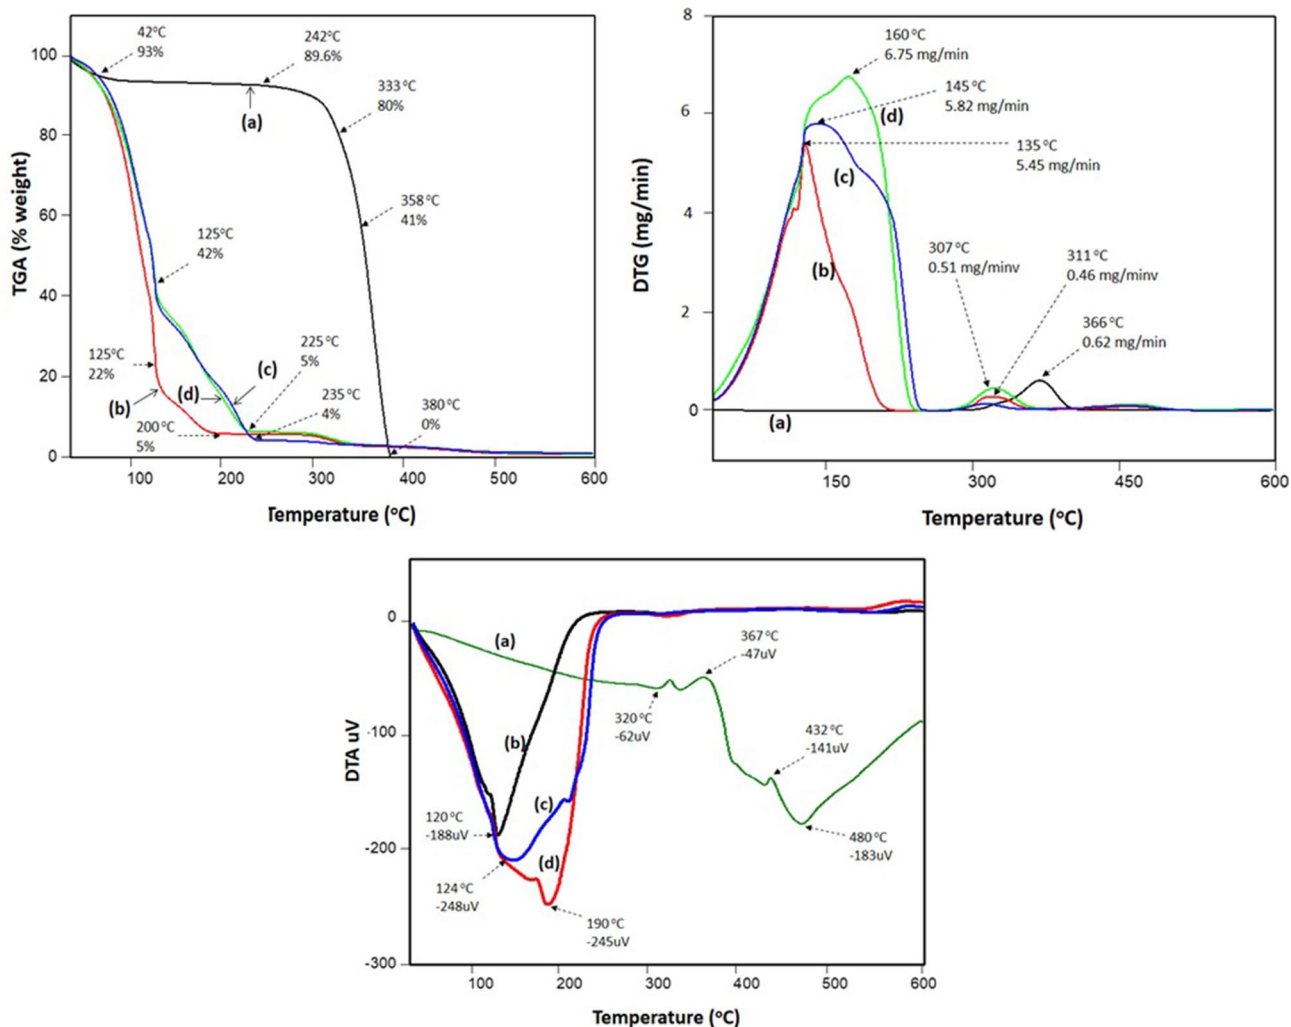 TGA (% weight)
100
80
60
40
20
0
42°C
93%
242°C
89.6%
(a)
333°C
80%
358°C
41%
125°C
42%
125°C
22%
(b)
(d)
(c)
225°C
5%
235°C
4%
200°C
5%
380°C
0%
100
200
300
400
500
600
Temperature (°C)
DTG (mg/min)
8
6
4
2
0
160°C
6.75 mg/min
145°C
5.82 mg/min
(d)
135°C
5.45 mg/min
(c)
(b)
307°C
0.51 mg/minv
311°C
0.46 mg/minv
366°C
0.62 mg/min
(a)
150
300
450
600
Temperature (°C)
DTA uV
0
-100
-200
-300
(a)
367°C
-47uV
320°C
-62uV
432°C
-141uV
(b)
(c)
(d)
120°C
-188uV
124°C
-248uV
190°C
-245uV
480°C
-183uV
100
200
300
400
500
600
Temperature (°C)